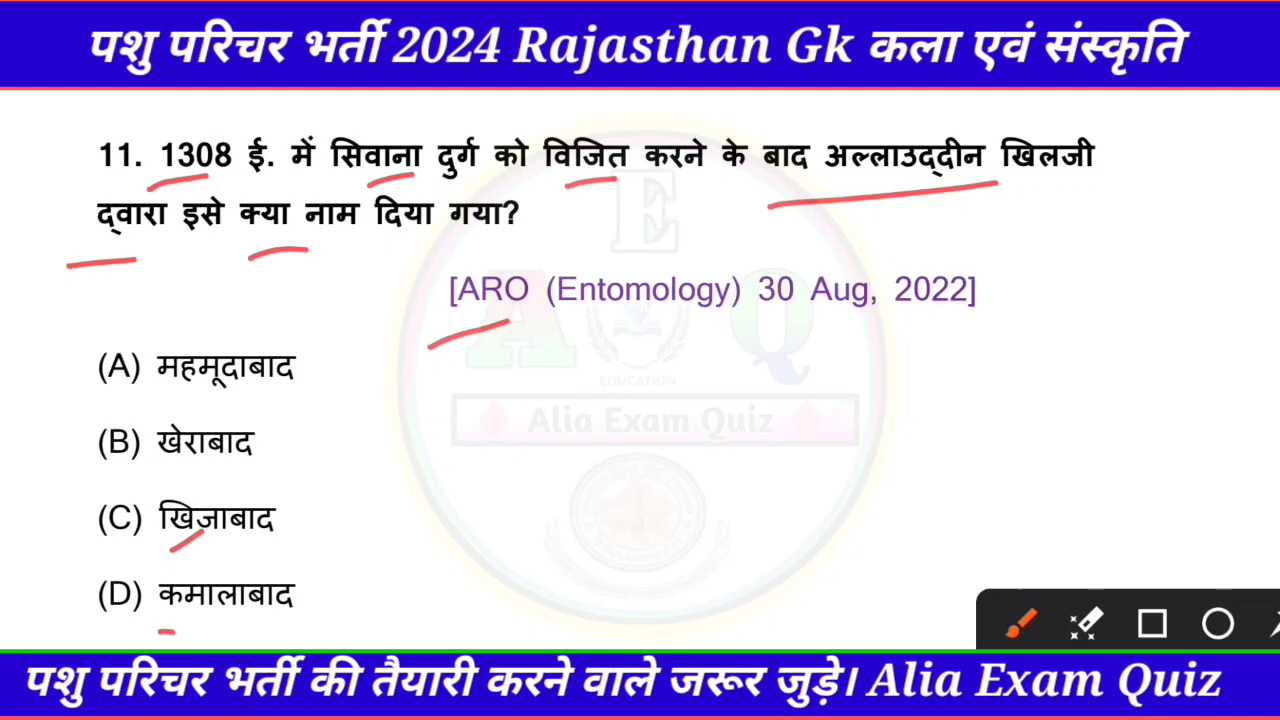 पशु परिचर भर्ती 2024 Rajasthan Gk कला एवं संस्कृति
11. 1308 ई. में सिवाना दुर्ग को विजित करने के बाद अल्लाउद्दीन खिलजी
द्वारा इसे क्या नाम दिया गया?
[ARO (Entomology) 30 Aug, 2022]
(A) महमूदाबाद
(B) खेराबाद
(C) खिजाबाद
(D) कमालाबाद
E
A Q
EDUCATION
Alia Exam Quiz
पशु परिचर भर्ती की तैयारी करने वाले जरूर जुड़े। Alia Exam Quiz